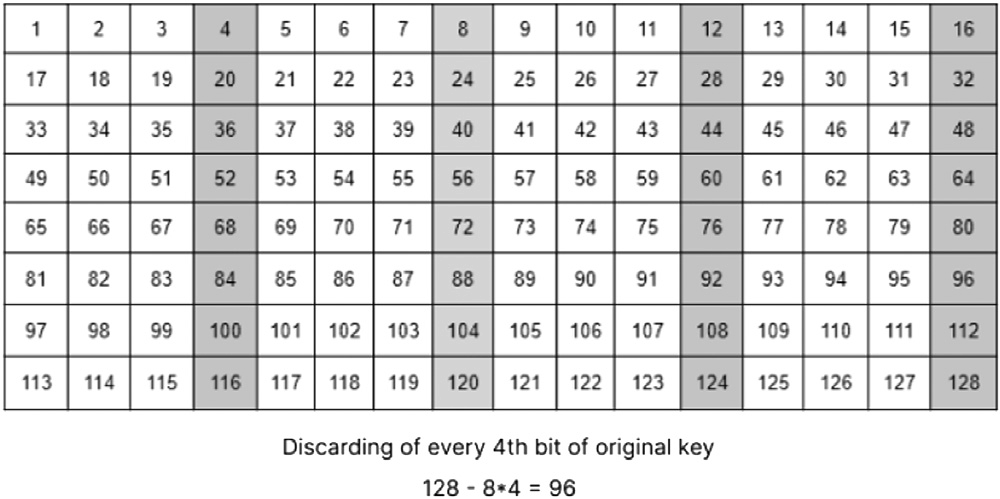 1 2 3 4 5 6 7 8 9 10 11 12 13 14 15 16
17 18 19 20 21 22 23 24 25 26 27 28 29 30 31 32
33 34 35 36 37 38 39 40 41 42 43 44 45 46 47 48
49 50 51 52 53 54 55 56 57 58 59 60 61 62 63 64
65 66 67 68 69 70 71 72 73 74 75 76 77 78 79 80
81 82 83 84 85 86 87 88 89 90 91 92 93 94 95 96
97 98 99 100 101 102 103 104 105 106 107 108 109 110 111 112
113 114 115 116 117 118 119 120 121 122 123 124 125 126 127 128
Discarding of every 4th bit of original key
128 - 8*4 = 96